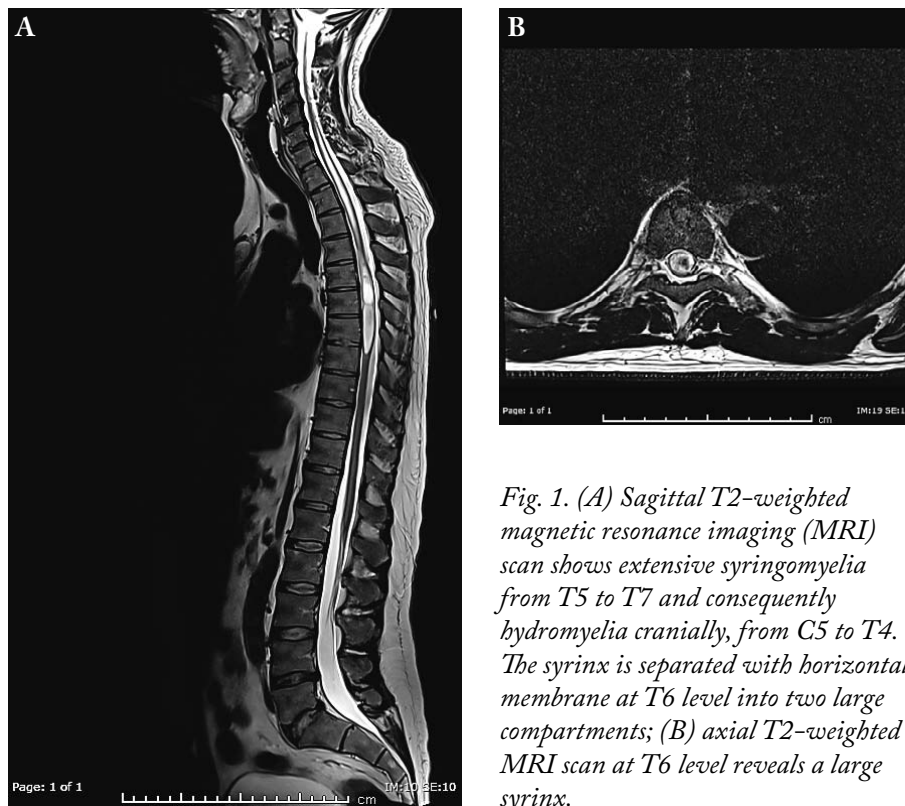 A
B
Page: 1 of 1
cm
IM:19 SE:1
Fig. 1. (A) Sagittal T2-weighted
magnetic resonance imaging (MRI)
scan shows extensive syringomyelia
from T5 to T7 and consequently
hydromyelia cranially, from C5 to T4.
The syrinx is separated with horizontal
membrane at T6 level into two large
compartments; (B) axial T2-weighted
MRI scan at T6 level reveals a large
syrinx.
Page: 1 of 1
cm
IM:10 SE:10